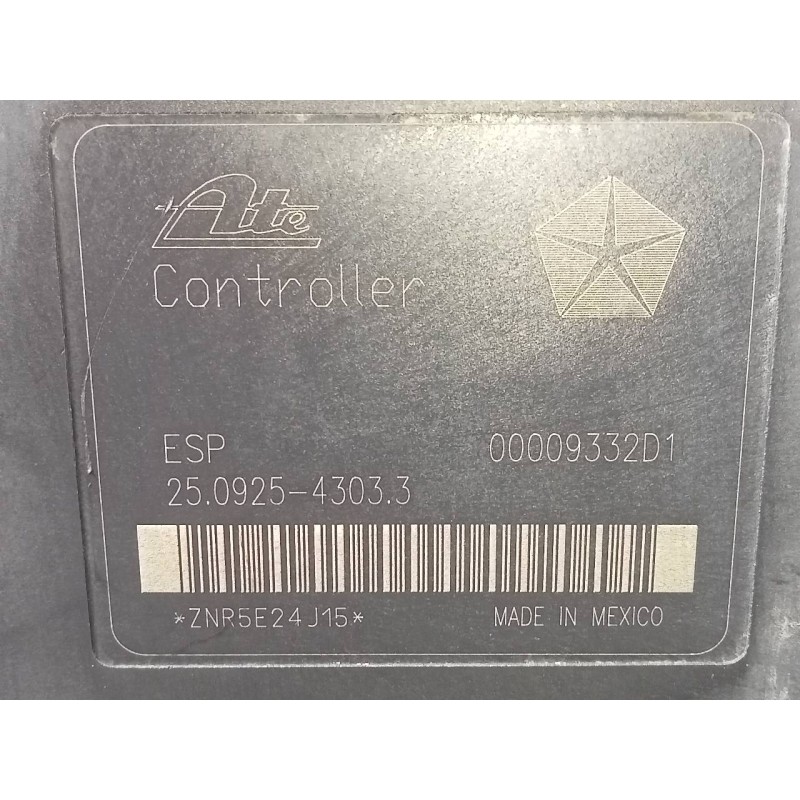 Ate
Controller
ESP 00009332D1
25.0925-4303.3
*ZNR5E24J15* MADE IN MEXICO